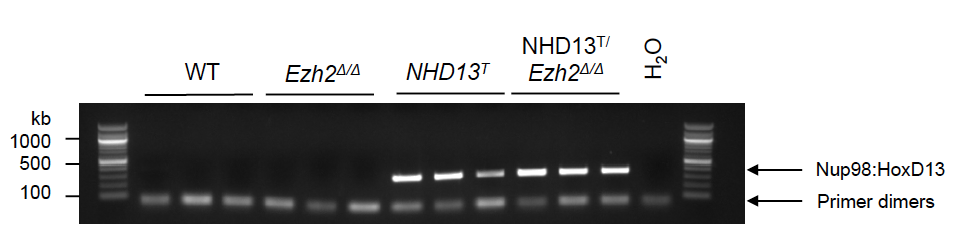 WT
Ezh2Δ/Δ
NHD13T
NHD13T/
Ezh2Δ/Δ
H2O
kb
1000
500
100
Nup98:HoxD13
Primer dimers